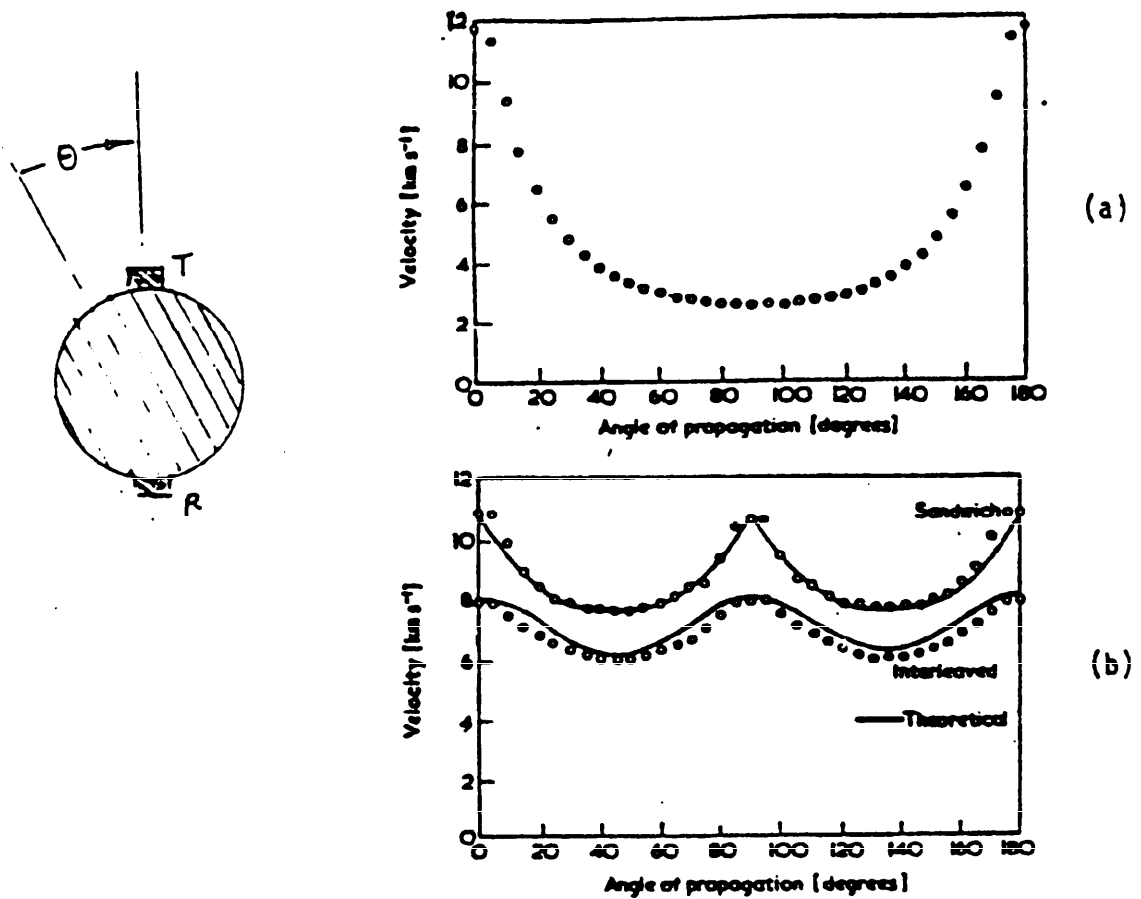 θ
T
R
12
10
8
6
4
2
0
Velocity [km s⁻¹]
0 20 40 60 80 100 120 140 160 180
Angle of propagation [degrees]
(a)
12
10
8
6
4
2
0
Velocity [km s⁻¹]
Sandwich
Interleaved
Theoretical
0 20 40 60 80 100 120 140 160 180
Angle of propagation [degrees]
(b)